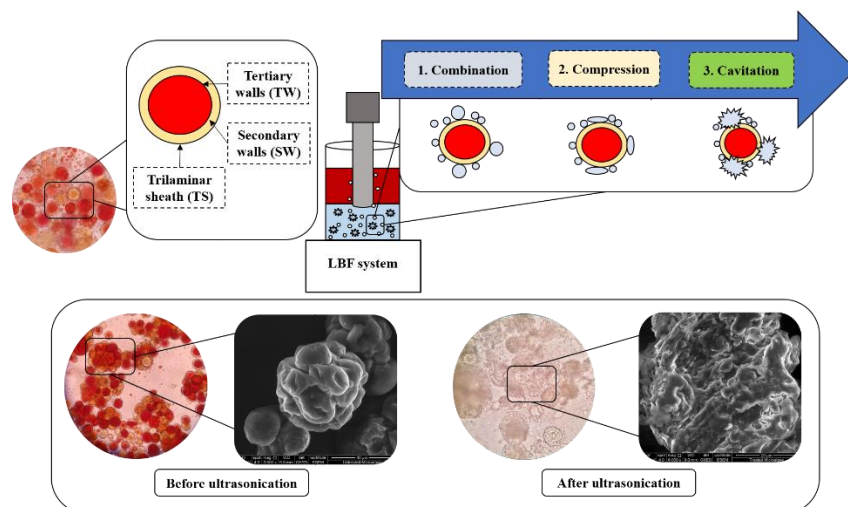 1. Combination
2. Compression
3. Cavitation
Tertiary
walls (TW)
Secondary
walls (SW)
Trilaminar
sheath (TS)
LBF system
Before ultrasonication
After ultrasonication